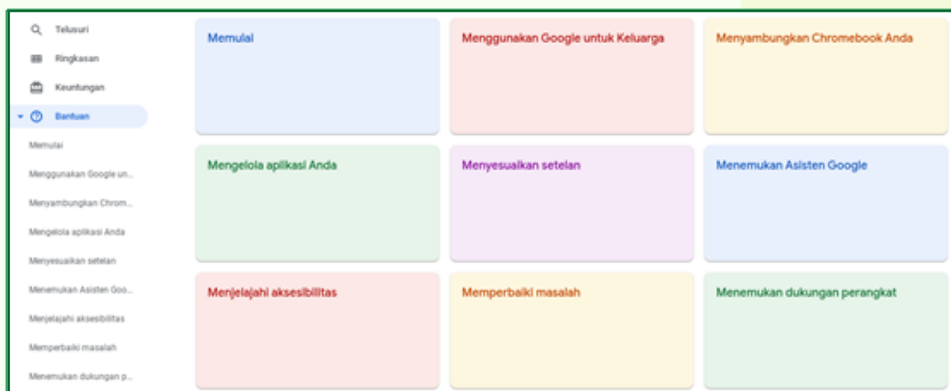 Telusuri
Ringkasan
Keuntungan
Bantuan
Memulai
Menggunakan Google un...
Menyambungkan Chrom...
Mengelola aplikasi Anda
Menyesuaikan setelan
Menemukan Asisten Goo...
Menjelajahi aksesibilitas
Memperbaiki masalah
Menemukan dukungan p...
Memulai
Menggunakan Google untuk Keluarga
Menyambungkan Chromebook Anda
Mengelola aplikasi Anda
Menyesuaikan setelan
Menemukan Asisten Google
Menjelajahi aksesibilitas
Memperbaiki masalah
Menemukan dukungan perangkat